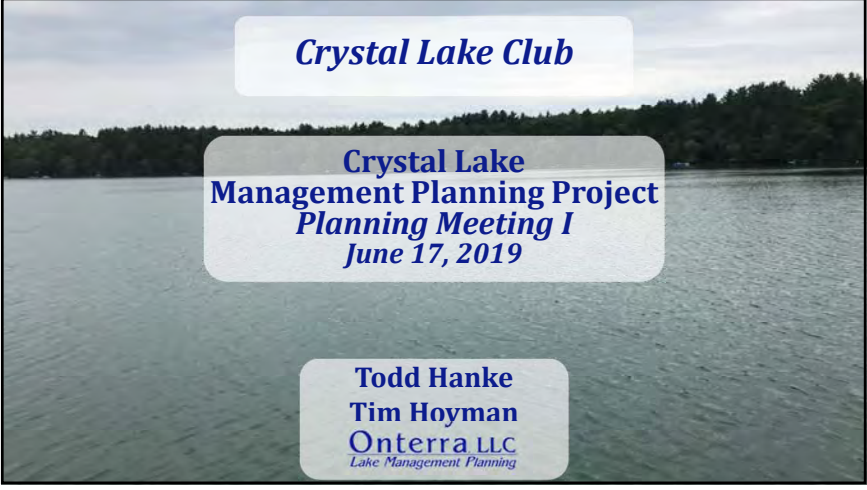 Crystal Lake Club
Crystal Lake
Management Planning Project
Planning Meeting I
June 17, 2019
Todd Hanke
Tim Hoyman
Onterra LLC
Lake Management Planning